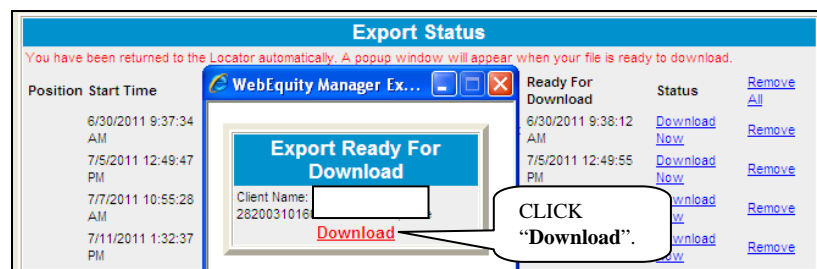 Export Status
You have been returned to the Locator automatically. A popup window will appear when your file is ready to download.
Position Start Time
Ready For Download
Status
Remove All
6/30/2011 9:37:34 AM
6/30/2011 9:38:12 AM
Download Now
Remove
7/5/2011 12:49:47 PM
7/5/2011 12:49:55 PM
Download Now
Remove
7/7/2011 10:55:28 AM
Remove
7/11/2011 1:32:37 PM
Remove
WebEquity Manager Ex...
Export Ready For
Download
Client Name:
Download
CLICK
“Download”.